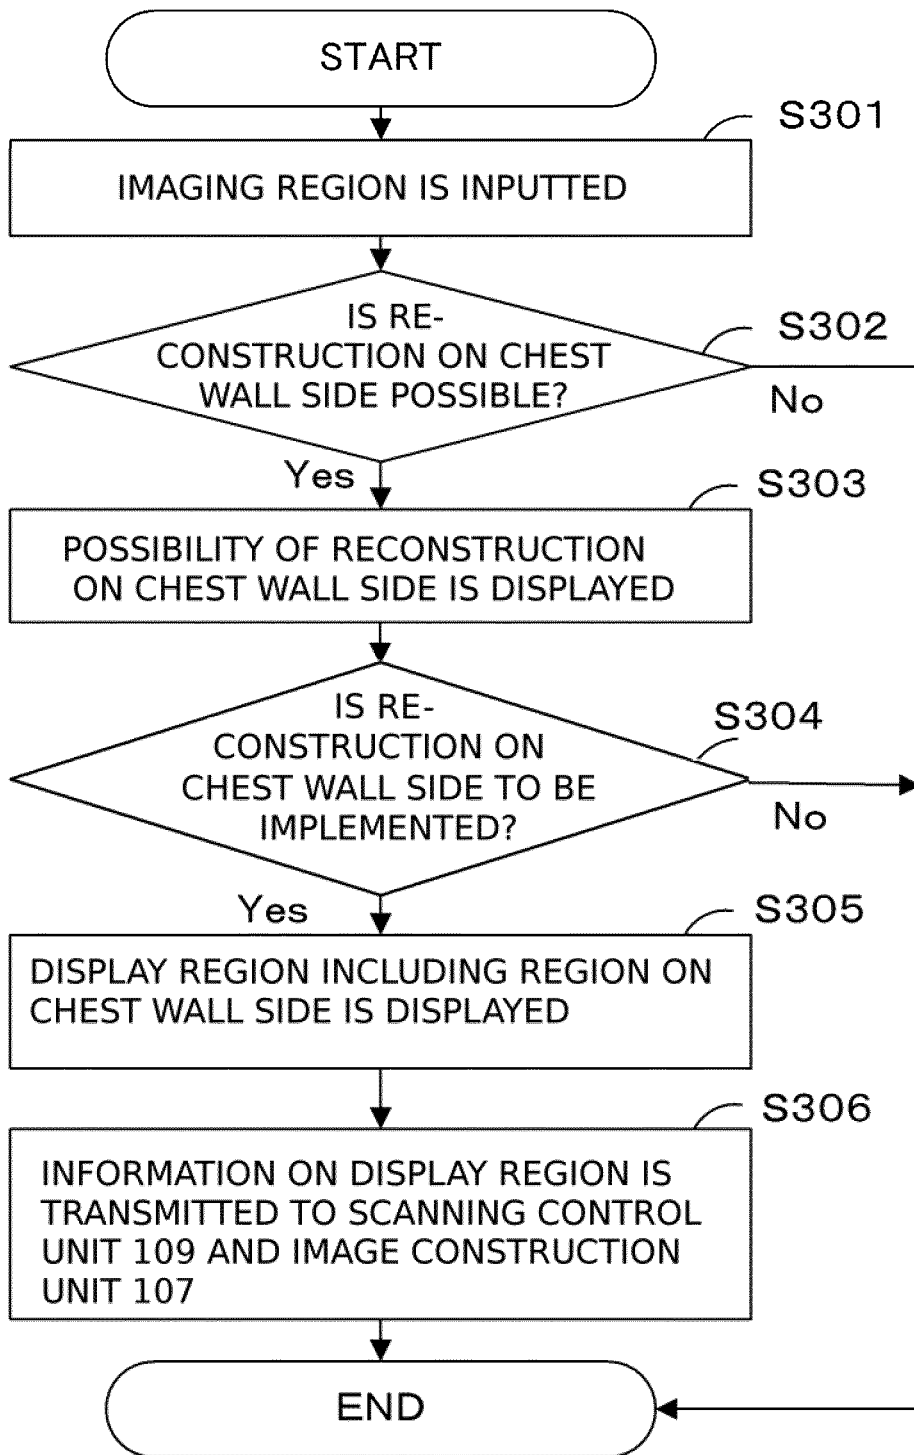 START
S301
IMAGING REGION IS INPUTTED
IS RE-
CONSTRUCTION ON CHEST
WALL SIDE POSSIBLE?
S302
No
Yes
S303
POSSIBILITY OF RECONSTRUCTION
ON CHEST WALL SIDE IS DISPLAYED
IS RE-
CONSTRUCTION ON
CHEST WALL SIDE TO BE
IMPLEMENTED?
S304
No
Yes
S305
DISPLAY REGION INCLUDING REGION ON
CHEST WALL SIDE IS DISPLAYED
S306
INFORMATION ON DISPLAY REGION IS
TRANSMITTED TO SCANNING CONTROL
UNIT 109 AND IMAGE CONSTRUCTION
UNIT 107
END